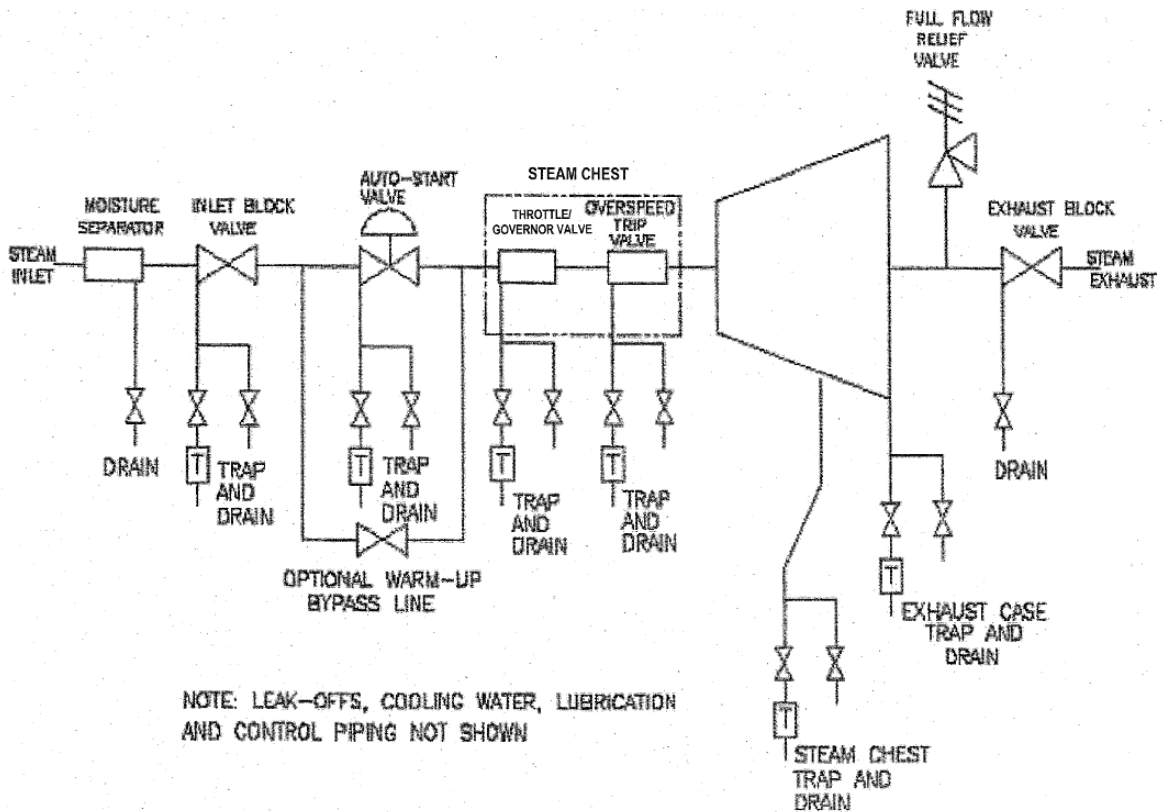 FULL FLOW
RELIEF
VALVE
STEAM CHEST
AUTO-START
VALVE
MOISTURE
SEPARATOR
INLET BLOCK
VALVE
THROTTLE/
GOVERNOR VALVE
OVERSPEED
TRIP
VALVE
EXHAUST BLOCK
VALVE
STEAM
INLET
STEAM
EXHAUST
DRAIN
T
TRAP
AND
DRAIN
T
TRAP
AND
DRAIN
T
TRAP
AND
DRAIN
T
TRAP
AND
DRAIN
DRAIN
OPTIONAL WARM-UP
BYPASS LINE
T
EXHAUST CASE
TRAP AND
DRAIN
NOTE: LEAK-OFFS, COOLING WATER, LUBRICATION
AND CONTROL PIPING NOT SHOWN
T
STEAM CHEST
TRAP AND
DRAIN